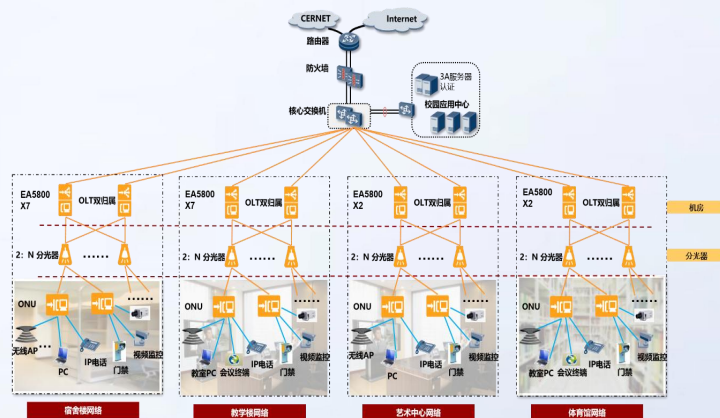 CERNET
Internet
路由器
防火墙
3A服务器
认证
校园应用中心
核心交换机
EA5800
X7
OLT双归属
EA5800
X7
OLT双归属
EA5800
X2
OLT双归属
EA5800
X2
OLT双归属
机房
2：N 分光器
……
2：N 分光器
……
2：N 分光器
……
2：N 分光器
……
分光器
ONU
……
无线AP
…
PC
IP电话
门禁
视频监控
ONU
……
教室PC
会议终端
IP电话
门禁
视频监控
ONU
……
无线AP
PC
IP电话
门禁
视频监控
ONU
……
教室PC
会议终端
IP电话
门禁
视频监控
宿舍楼网络
教学楼网络
艺术中心网络
体育馆网络